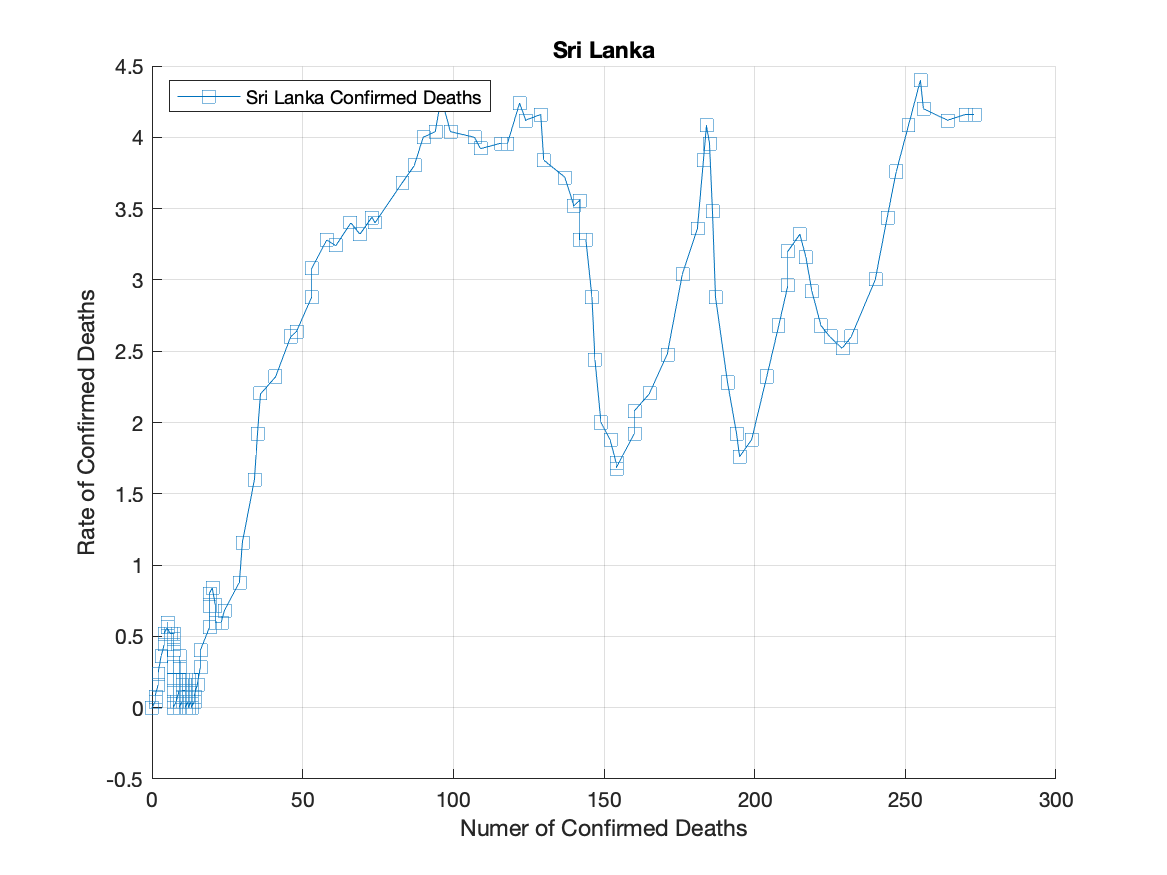 Sri Lanka
Sri Lanka Confirmed Deaths
Rate of Confirmed Deaths
4.5
4
3.5
3
2.5
2
1.5
1
0.5
0
-0.5
0 50 100 150 200 250 300
Numer of Confirmed Deaths